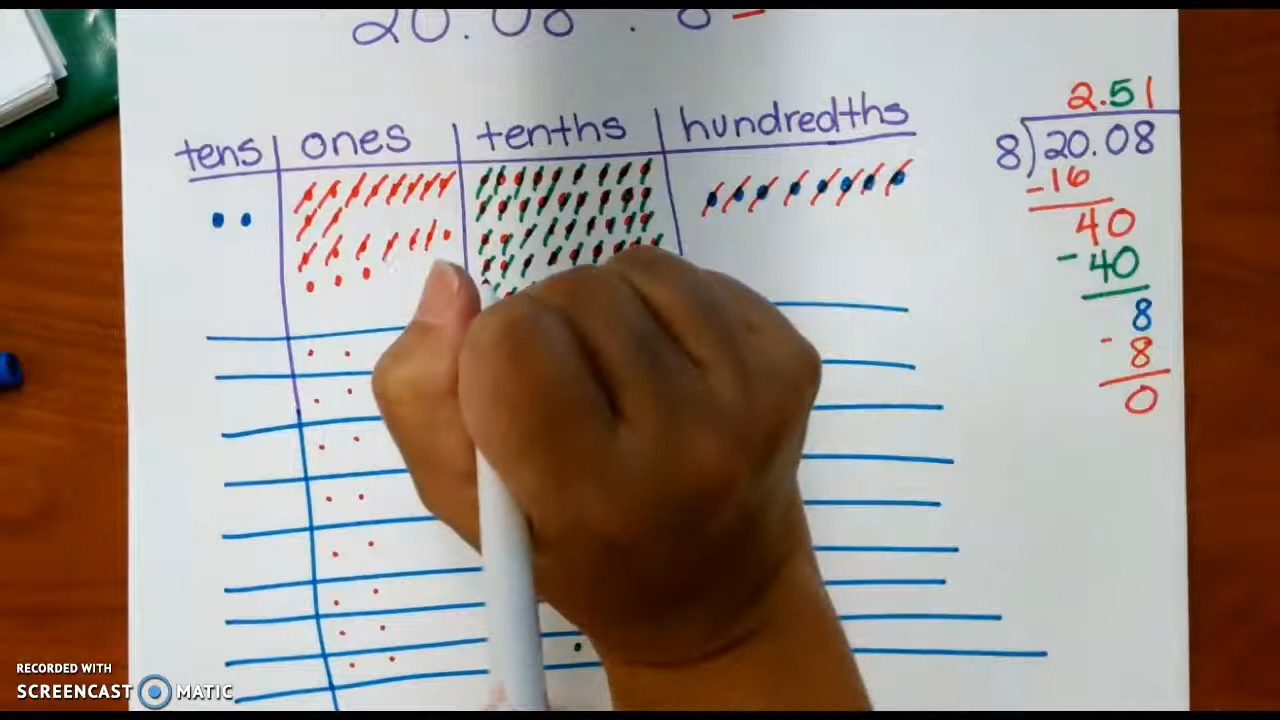 20.08 ÷ 8 =
tens ones tenths hundredths
2.51
8)20.08
-16
40
-40
8
-8
0
RECORDED WITH
SCREENCAST MATIC